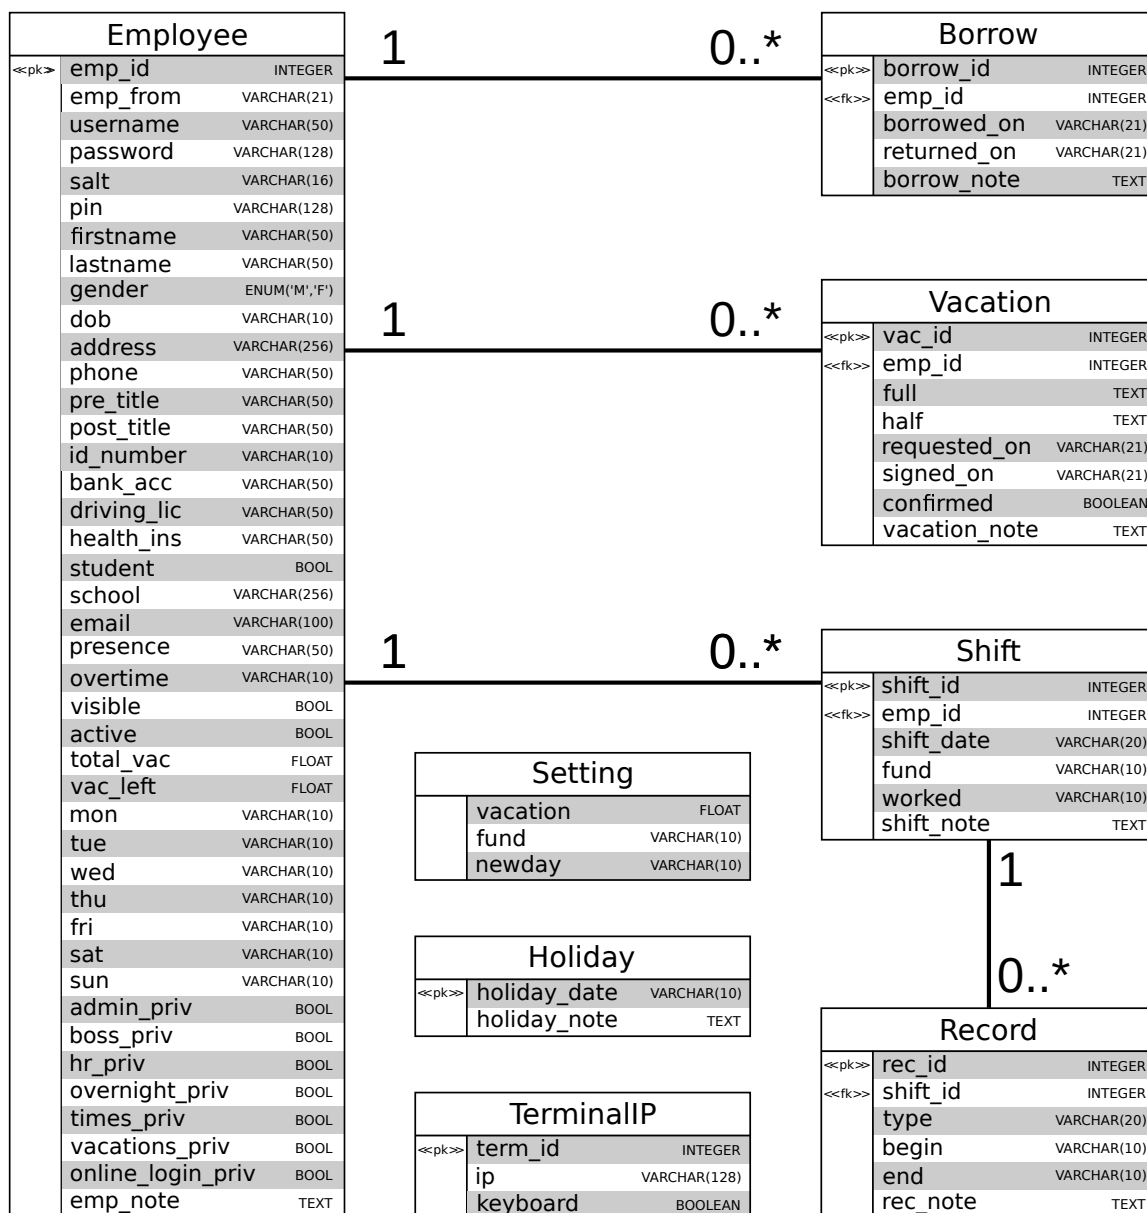 Employee
<<pk>> emp_id INTEGER
emp_from VARCHAR(21)
username VARCHAR(50)
password VARCHAR(128)
salt VARCHAR(16)
pin VARCHAR(128)
firstname VARCHAR(50)
lastname VARCHAR(50)
gender ENUM('M','F')
dob VARCHAR(10)
address VARCHAR(256)
phone VARCHAR(50)
pre_title VARCHAR(50)
post_title VARCHAR(50)
id_number VARCHAR(10)
bank_acc VARCHAR(50)
driving_lic VARCHAR(50)
health_ins VARCHAR(50)
student BOOL
school VARCHAR(256)
email VARCHAR(100)
presence VARCHAR(50)
overtime VARCHAR(10)
visible BOOL
active BOOL
total_vac FLOAT
vac_left FLOAT
mon VARCHAR(10)
tue VARCHAR(10)
wed VARCHAR(10)
thu VARCHAR(10)
fri VARCHAR(10)
sat VARCHAR(10)
sun VARCHAR(10)
admin_priv BOOL
boss_priv BOOL
hr_priv BOOL
overnight_priv BOOL
times_priv BOOL
vacations_priv BOOL
online_login_priv BOOL
emp_note TEXT
1 0..*
1 0..*
1 0..*
Setting
vacation FLOAT
fund VARCHAR(10)
newday VARCHAR(10)
Holiday
<<pk>> holiday_date VARCHAR(10)
holiday_note TEXT
TerminalIP
<<pk>> term_id INTEGER
ip VARCHAR(128)
keyboard BOOLEAN
Borrow
<<pk>> borrow_id INTEGER
<<fk>> emp_id INTEGER
borrowed_on VARCHAR(21)
returned_on VARCHAR(21)
borrow_note TEXT
Vacation
<<pk>> vac_id INTEGER
<<fk>> emp_id INTEGER
full TEXT
half TEXT
requested_on VARCHAR(21)
signed_on VARCHAR(21)
confirmed BOOLEAN
vacation_note TEXT
Shift
<<pk>> shift_id INTEGER
<<fk>> emp_id INTEGER
shift_date VARCHAR(20)
fund VARCHAR(10)
worked VARCHAR(10)
shift_note TEXT
1
0..*
Record
<<pk>> rec_id INTEGER
<<fk>> shift_id INTEGER
type VARCHAR(20)
begin VARCHAR(10)
end VARCHAR(10)
rec_note TEXT